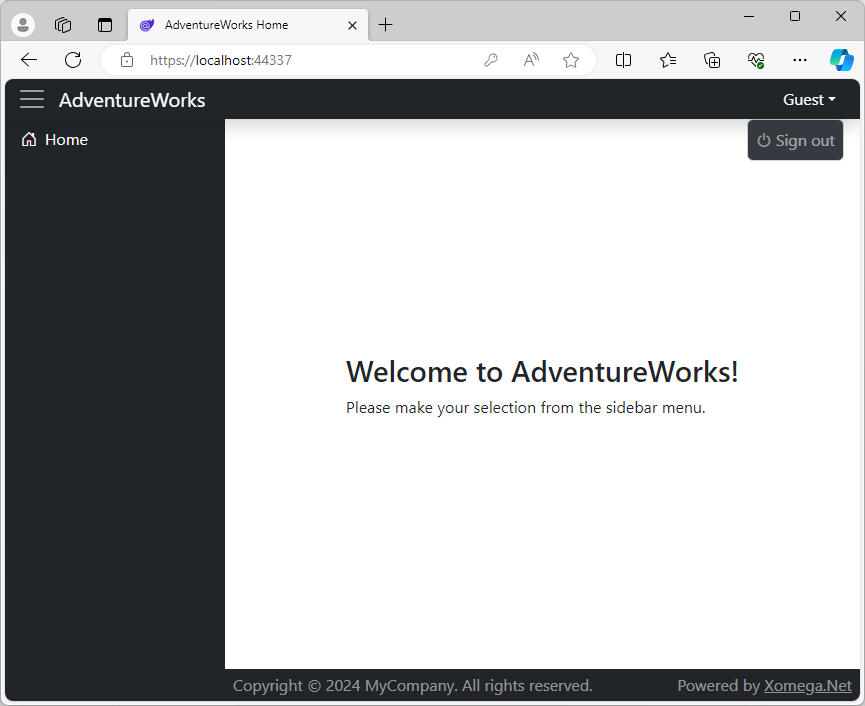 AdventureWorks Home
https://localhost:44337
AdventureWorks
Guest
Home
Sign out
Welcome to AdventureWorks!
Please make your selection from the sidebar menu.
Copyright © 2024 MyCompany. All rights reserved.
Powered by Xomega.Net